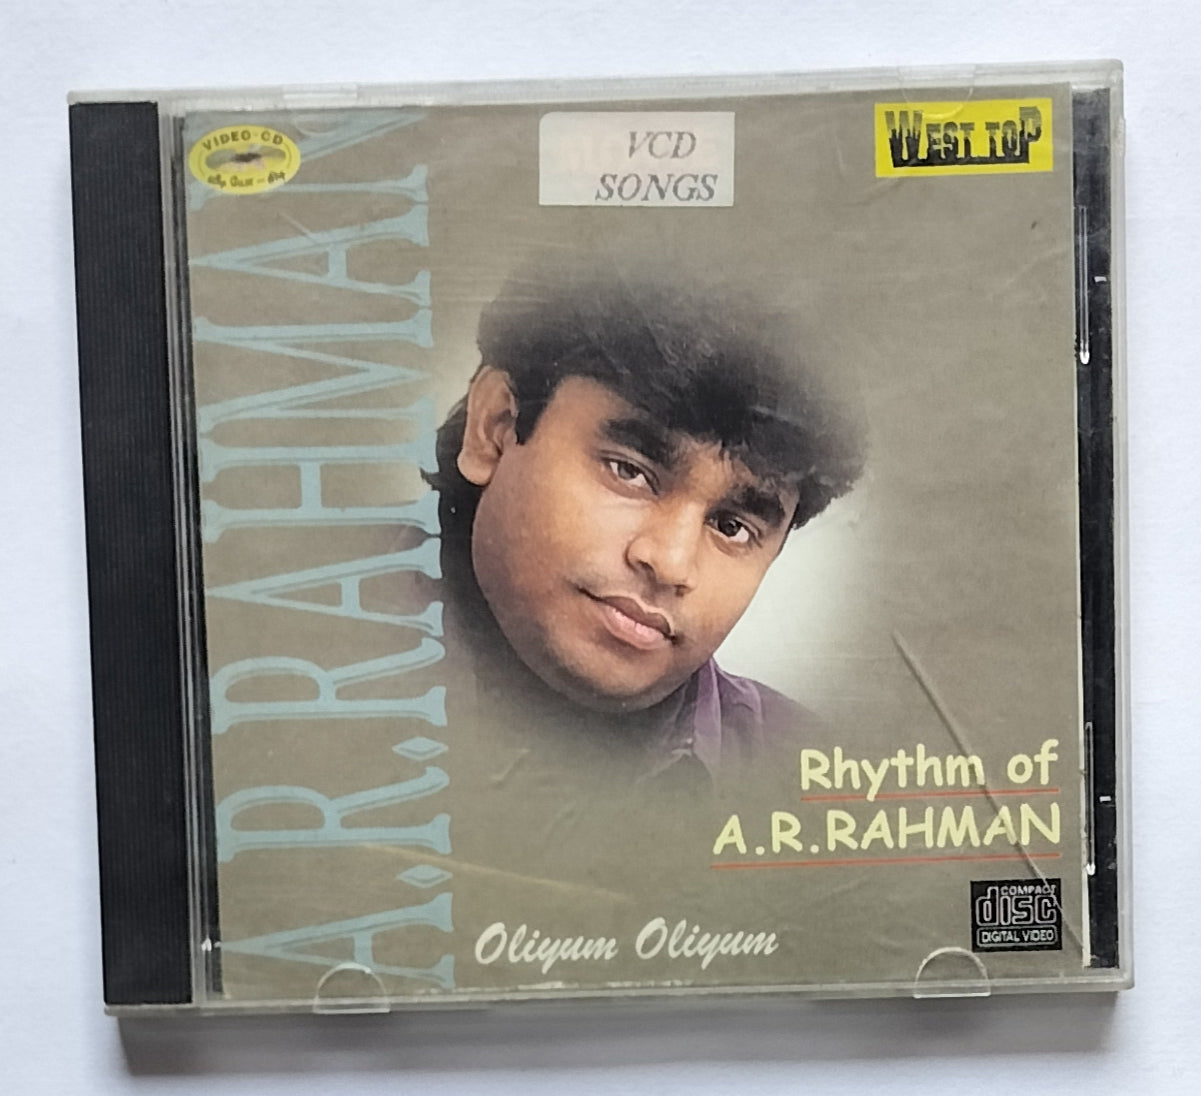 VIDEO-CD
வீடியோ - சிடி
VCD
SONGS
WEST TOP
A.R.RAHMAN
Rhythm of
A.R.RAHMAN
COMPACT
disc
DIGITAL VIDEO
Oliyum Oliyum